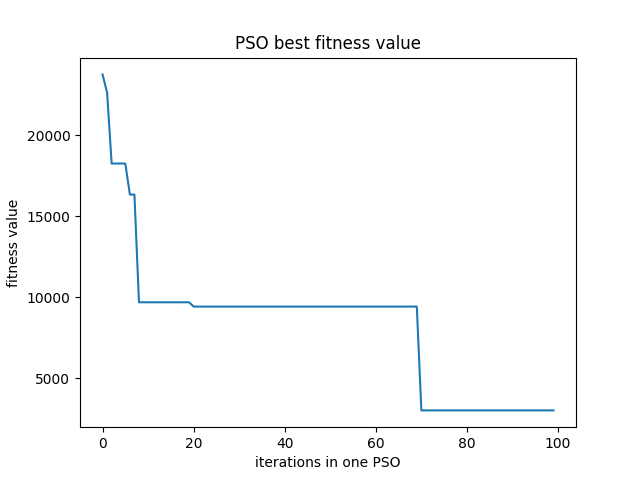 PSO best fitness value
fitness value
20000
15000
10000
5000
0 20 40 60 80 100
iterations in one PSO